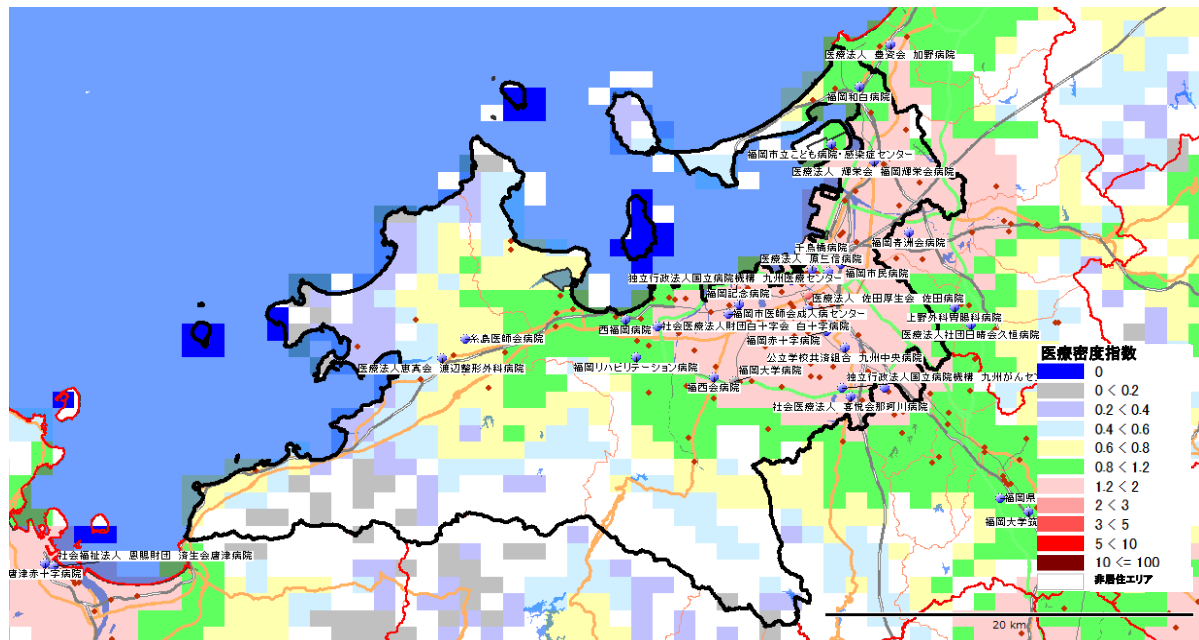 医療法人 豊資会 加野病院
福岡和白病院
福岡市立こども病院・感染症センター
医療法人 輝栄会 福岡輝栄会病院
千鳥橋病院
福岡青洲会病院
医療法人 原三信病院
独立行政法人国立病院機構 九州医療センター
福岡市民病院
福岡記念病院
医療法人 佐田厚生会 佐田病院
福岡市医師会成人病センター
上野外科胃腸科病院
西福岡病院
社会医療法人財団白十字会 白十字病院
福岡赤十字病院
医療法人社団日晴会久恒病院
糸島医師会病院
公立学校共済組合 九州中央病院
医療法人恵真会 渡辺整形外科病院
福岡リハビリテーション病院
福西会病院
福岡大学病院
独立行政法人国立病院機構 九州がんセン
社会医療法人 喜悦会那珂川病院
福岡県
福岡大学筑
社会福祉法人 恩賜財団 済生会唐津病院
唐津赤十字病院
医療密度指数
0
0 < 0.2
0.2 < 0.4
0.4 < 0.6
0.6 < 0.8
0.8 < 1.2
1.2 < 2
2 < 3
3 < 5
5 < 10
10 <= 100
非居住エリア
20 km